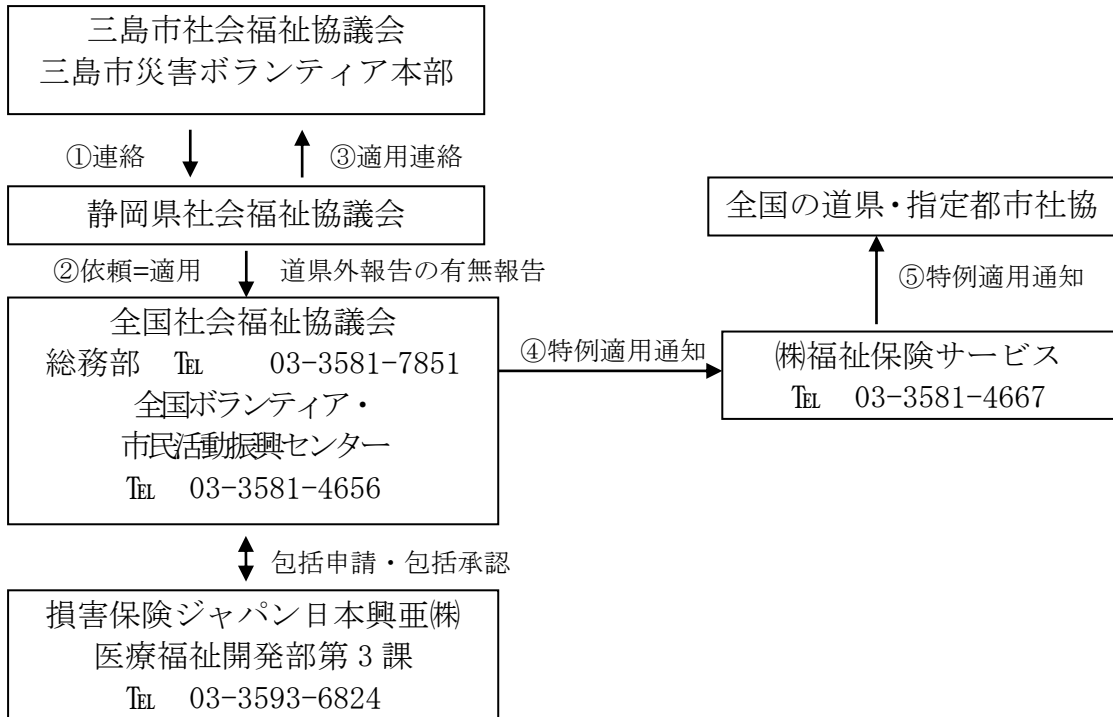 三島市社会福祉協議会
三島市災害ボランティア本部
①連絡
③適用連絡
静岡県社会福祉協議会
②依頼=適用
道県外報告の有無報告
全国社会福祉協議会
総務部 ℡ 03-3581-7851
全国ボランティア・
市民活動振興センター
℡ 03-3581-4656
④特例適用通知
全国の道県・指定都市社協
⑤特例適用通知
㈱福祉保険サービス
℡ 03-3581-4667
包括申請・包括承認
損害保険ジャパン日本興亜㈱
医療福祉開発部第3課
℡ 03-3593-6824